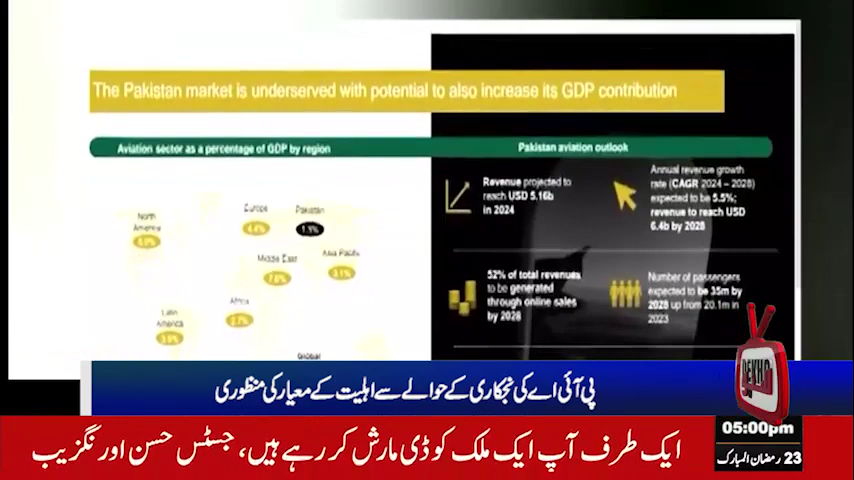 The Pakistan market is underserved with potential to also increase its GDP contribution
Aviation sector as a percentage of GDP by region
Pakistan aviation outlook
North
America
Europe
4.4%
Pakistan
Middle East
Asia Pacific
3.1%
Africa
2.7%
Latin
America
Global
Revenue projected to
reach USD 5.16b
in 2024
Annual revenue growth
rate (CAGR 2024 – 2028)
expected to be 5.5%;
revenue to reach USD
6.4b by 2028
52% of total revenues
to be generated
through online sales
by 2028
Number of passengers
expected to be 35m by
2028 up from 20.1m in
2023
DEKHO
پی آئی اے کی نجکاری کے حوالے سے اہلیت کے معیار کی منظوری
ایک طرف آپ ایک ملک کو ڈی مارش کر رہے ہیں، جسٹس حسن اورنگزیب
05:00pm
23 رمضان المبارک